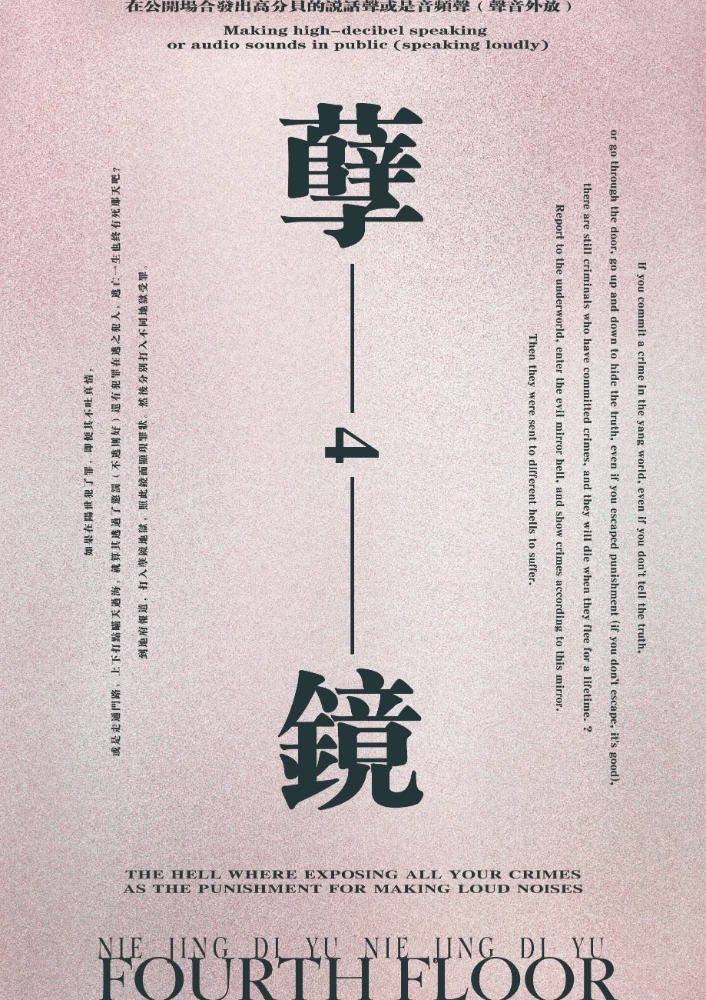 在公開場合發出高分貝的説話聲或是音頻聲（聲音外放）
Making high-decibel speaking
or audio sounds in public (speaking loudly)
孽
4
鏡
If you commit a crime in the yang world, even if you don't tell the truth,
or go through the door, go up and down to hide the truth, even if you escaped punishment (if you don't escape, it's good),
there are still criminals who have committed crimes, and they will die when they flee for a lifetime. ?
Report to the underworld, enter the evil mirror hell, and show crimes according to this mirror.
Then they were sent to different hells to suffer.
如果在陽世犯了罪，即使其不吐真情，
或是走通門路，上下打點瞞天過海，就算其逃過了懲罰（不逃則好）還有犯罪在逃之犯人，逃亡一生也終有死那天吧？
到地府報道，打入孽鏡地獄，照此鏡而顯現罪狀。然後分別打入不同地獄受罪。
THE HELL WHERE EXPOSING ALL YOUR CRIMES
AS THE PUNISHMENT FOR MAKING LOUD NOISES
NIE JING DI YU NIE JING DI YU
FOURTH FLOOR